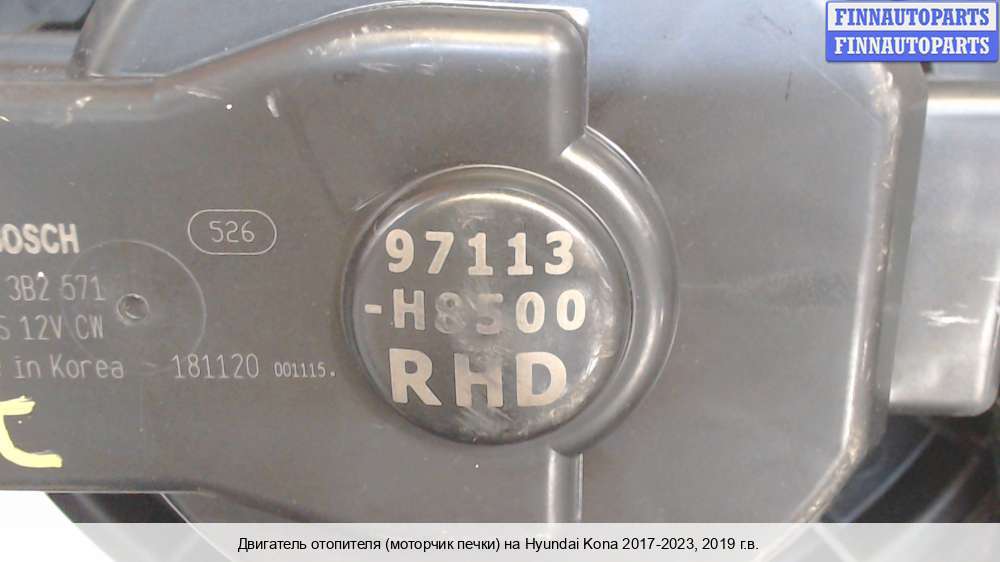 FINNAUTOPARTS
FINNAUTOPARTS
BOSCH
526
3B2 571
12V CW
in Korea
181120 001115.
97113
-H8500
RHD
Двигатель отопителя (моторчик печки) на Hyundai Kona 2017-2023, 2019 г.в.